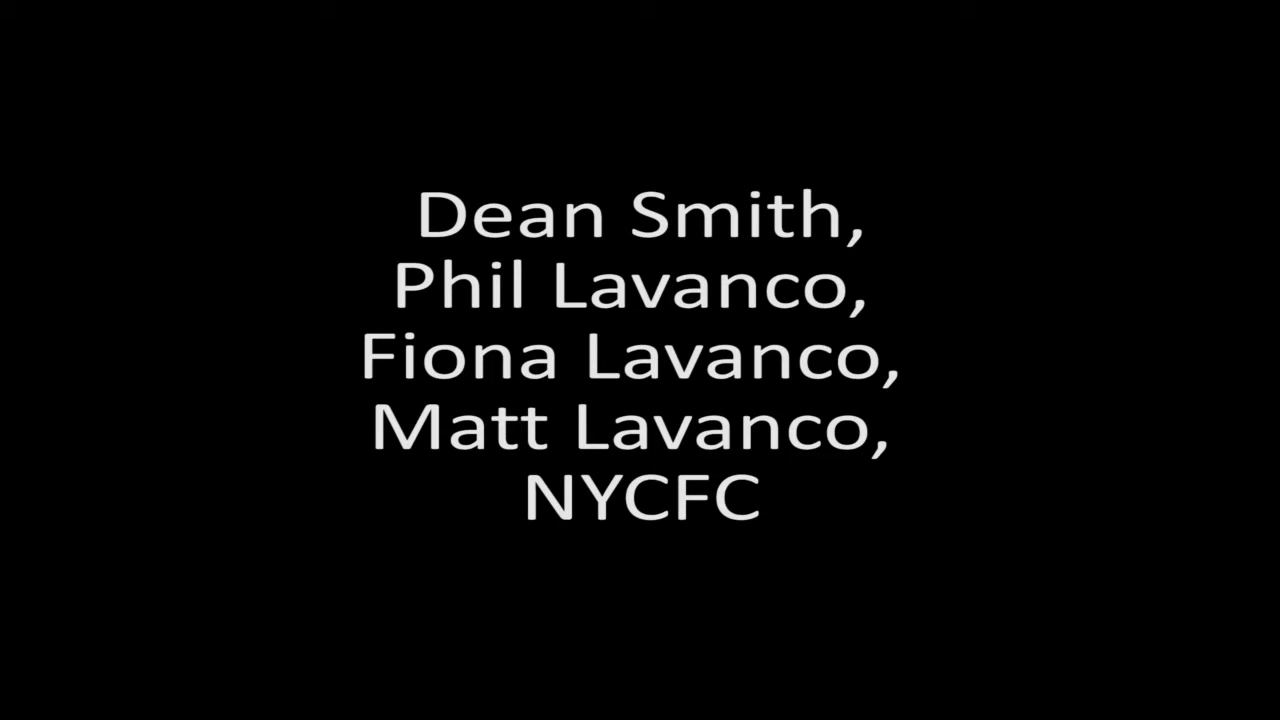 Dean Smith,
Phil Lavanco,
Fiona Lavanco,
Matt Lavanco,
NYCFC